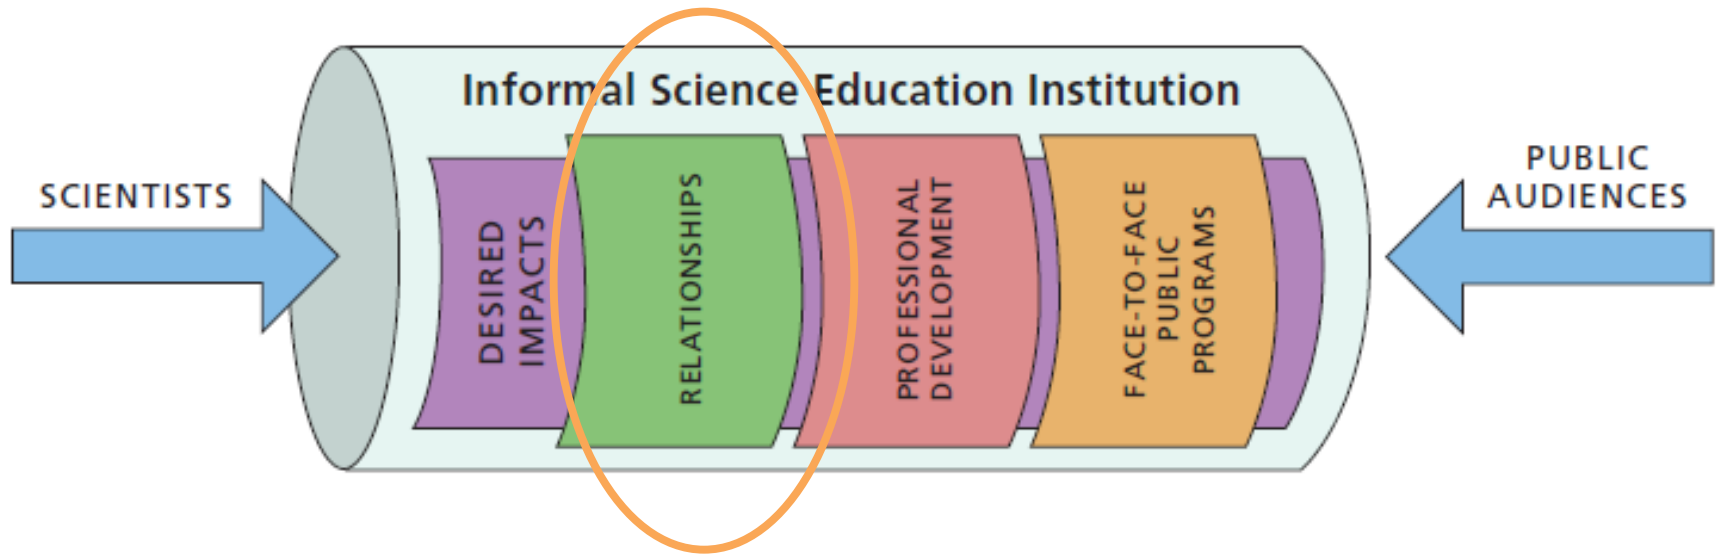 Informal Science Education Institution
SCIENTISTS
DESIRED
IMPACTS
RELATIONSHIPS
PROFESSIONAL
DEVELOPMENT
FACE-TO-FACE
PUBLIC
PROGRAMS
PUBLIC
AUDIENCES